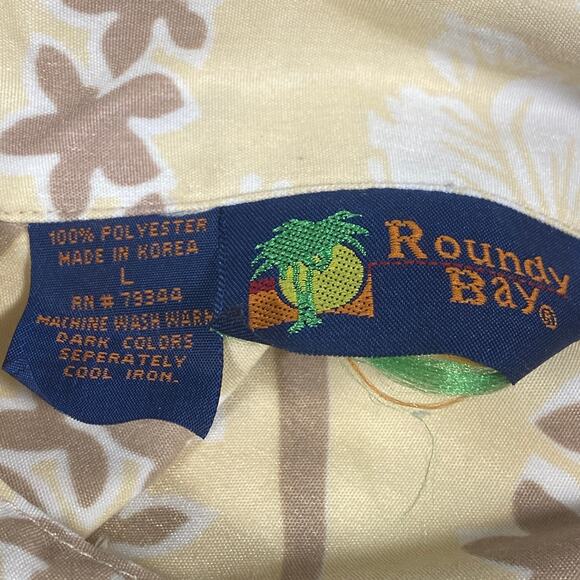 100% POLYESTER
MADE IN KOREA
L
RN# 79344
MACHINE WASH WARM
DARK COLORS
SEPERATELY
COOL IRON.
Roundy
Bay®